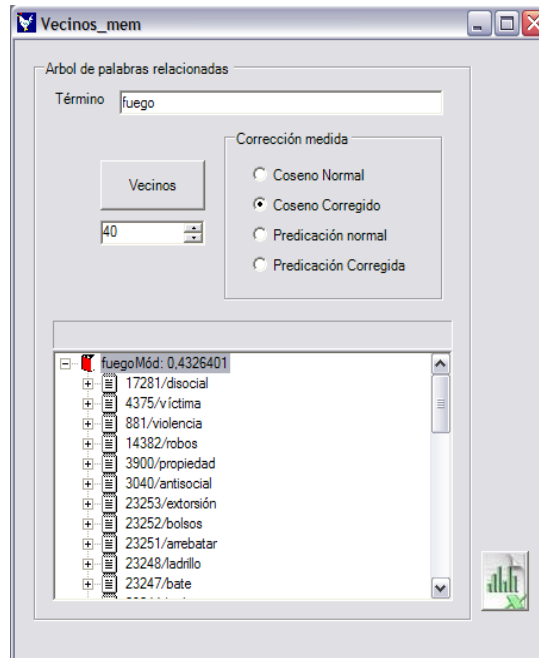 Vecinos_mem
Arbol de palabras relacionadas
Término fuego
Corrección medida
Vecinos
Coseno Normal
Coseno Corregido
40
Predicación normal
Predicación Corregida
fuegoMód: 0,4326401
17281/disocial
4375/víctima
881/violencia
14382/robos
3900/propiedad
3040/antisocial
23253/extorsión
23252/bolsos
23251/arrebatar
23248/ladrillo
23247/bate